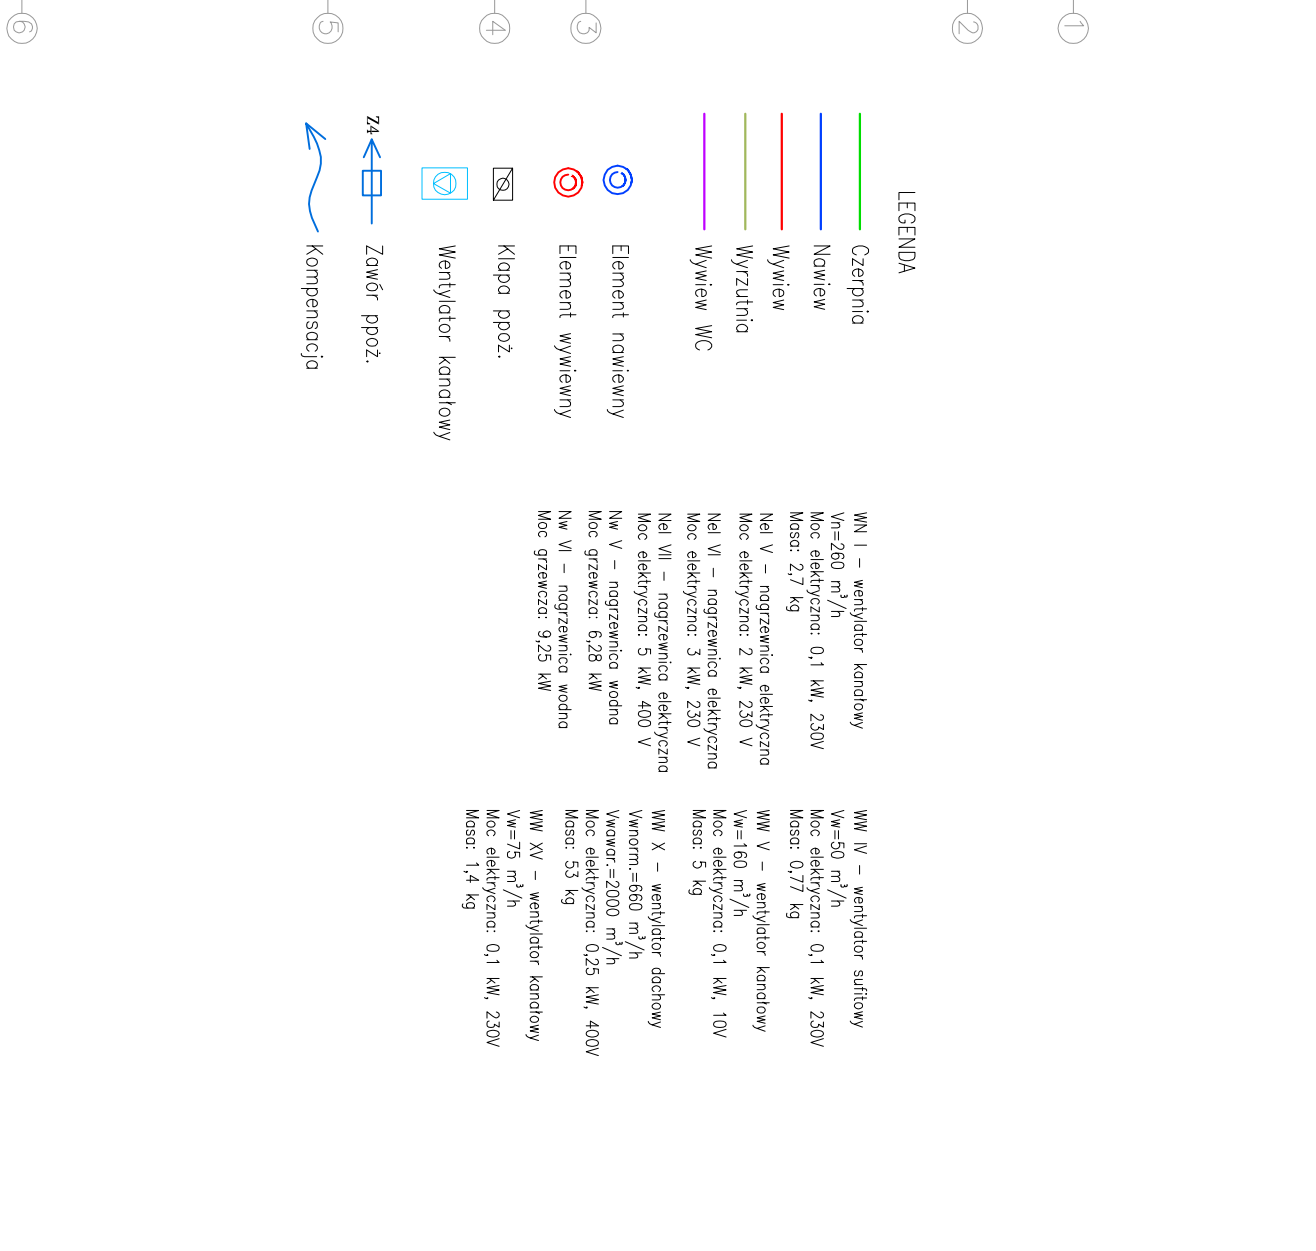 6
5
4
3
2
1
LEGENDA
Czerpnia
Nawiew
Wywiew
Wyrzutnia
Wywiew WC
Element nawiewny
Element wywiewny
Klapa ppoż.
Wentylator kanałowy
Z4
Zawór ppoż.
Kompensacja
WN I – wentylator kanałowy
Vn=260 m³/h
Moc elektryczna: 0,1 kW, 230V
Masa: 2,7 kg
Nel V – nagrzewnica elektryczna
Moc elektryczna: 2 kW, 230 V
Nel VI – nagrzewnica elektryczna
Moc elektryczna: 3 kW, 230 V
Nel VII – nagrzewnica elektryczna
Moc elektryczna: 5 kW, 400 V
Nw V – nagrzewnica wodna
Moc grzewcza: 6,28 kW
Nw VI – nagrzewnica wodna
Moc grzewcza: 9,25 kW
WW IV – wentylator sufitowy
Vw=50 m³/h
Moc elektryczna: 0,1 kW, 230V
Masa: 0,77 kg
WW V – wentylator kanałowy
Vw=160 m³/h
Moc elektryczna: 0,1 kW, 10V
Masa: 5 kg
WW X – wentylator dachowy
Vwnorm.=660 m³/h
Vwawar.=2000 m³/h
Moc elektryczna: 0,25 kW, 400V
Masa: 53 kg
WW XV – wentylator kanałowy
Vw=75 m³/h
Moc elektryczna: 0,1 kW, 230V
Masa: 1,4 kg